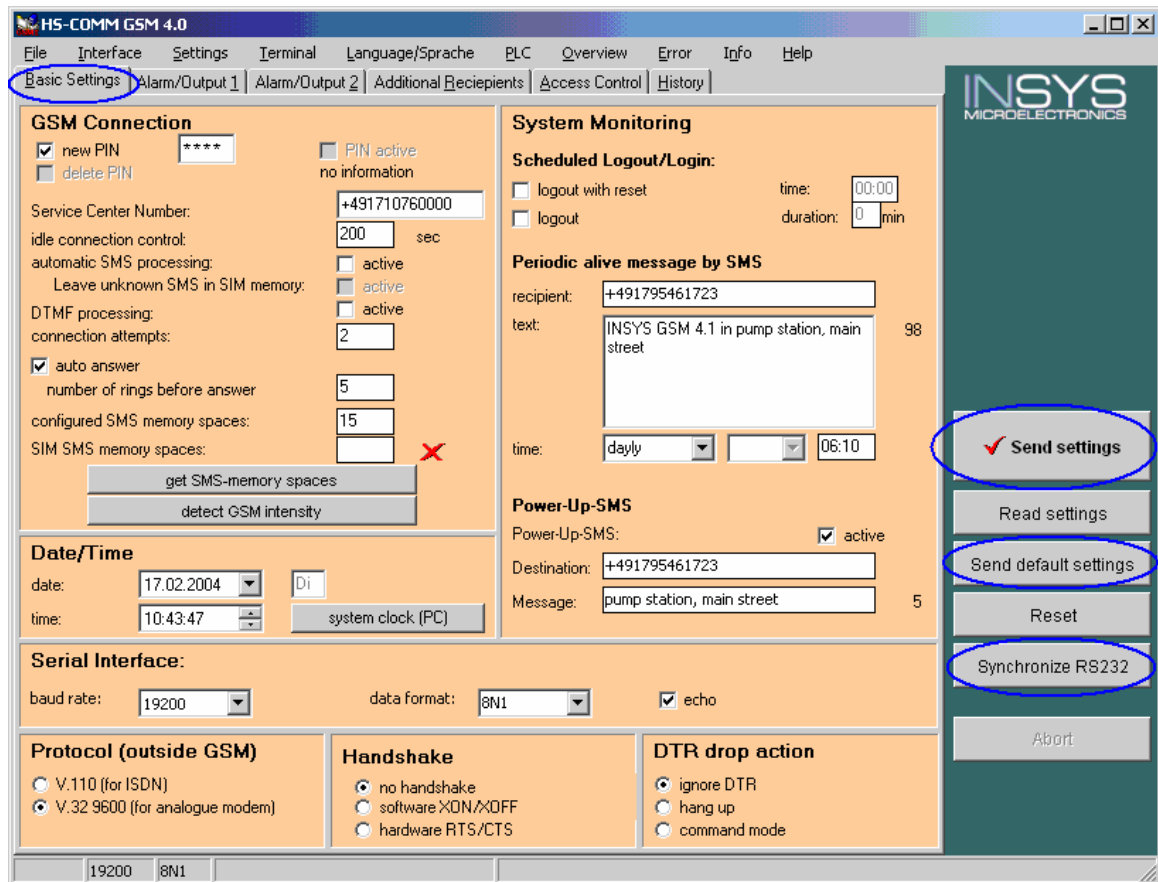 HS-COMM GSM 4.0
File Interface Settings Terminal Language/Sprache PLC Overview Error Info Help
Basic Settings Alarm/Output 1 Alarm/Output 2 Additional Reciepients Access Control History
INSYS
MICROELECTRONICS
GSM Connection
new PIN **** PIN active
delete PIN no information
Service Center Number: +491710760000
idle connection control: 200 sec
automatic SMS processing: active
Leave unknown SMS in SIM memory: active
DTMF processing: active
connection attempts: 2
auto answer
number of rings before answer 5
configured SMS memory spaces: 15
SIM SMS memory spaces:
get SMS-memory spaces
detect GSM intensity
Date/Time
date: 17.02.2004 Di
time: 10:43:47 system clock (PC)
System Monitoring
Scheduled Logout/Login:
logout with reset time: 00:00
logout duration: 0 min
Periodic alive message by SMS
recipient: +491795461723
text: INSYS GSM 4.1 in pump station, main 98
street
time: dayly 06:10
Power-Up-SMS
Power-Up-SMS: active
Destination: +491795461723
Message: pump station, main street 5
Serial Interface:
baud rate: 19200 data format: 8N1 echo
Protocol (outside GSM)
V.110 (for ISDN)
V.32 9600 (for analogue modem)
Handshake
no handshake
software XON/XOFF
hardware RTS/CTS
DTR drop action
ignore DTR
hang up
command mode
Send settings
Read settings
Send default settings
Reset
Synchronize RS232
Abort
19200 8N1